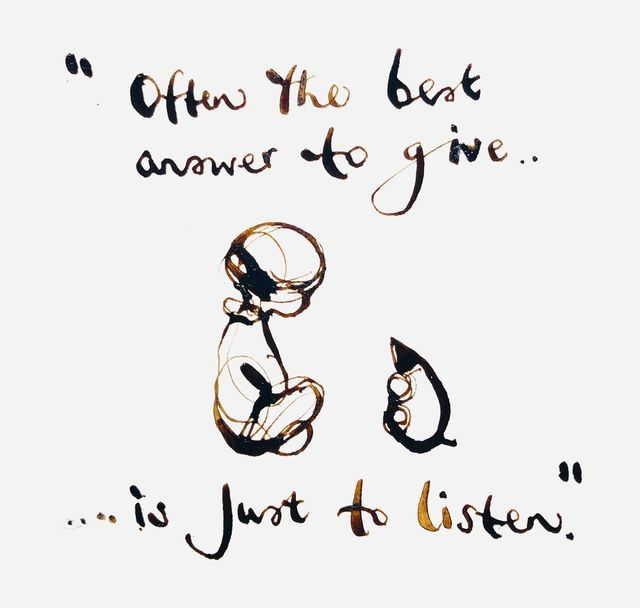 "Often the best
answer to give..
....is just to listen."